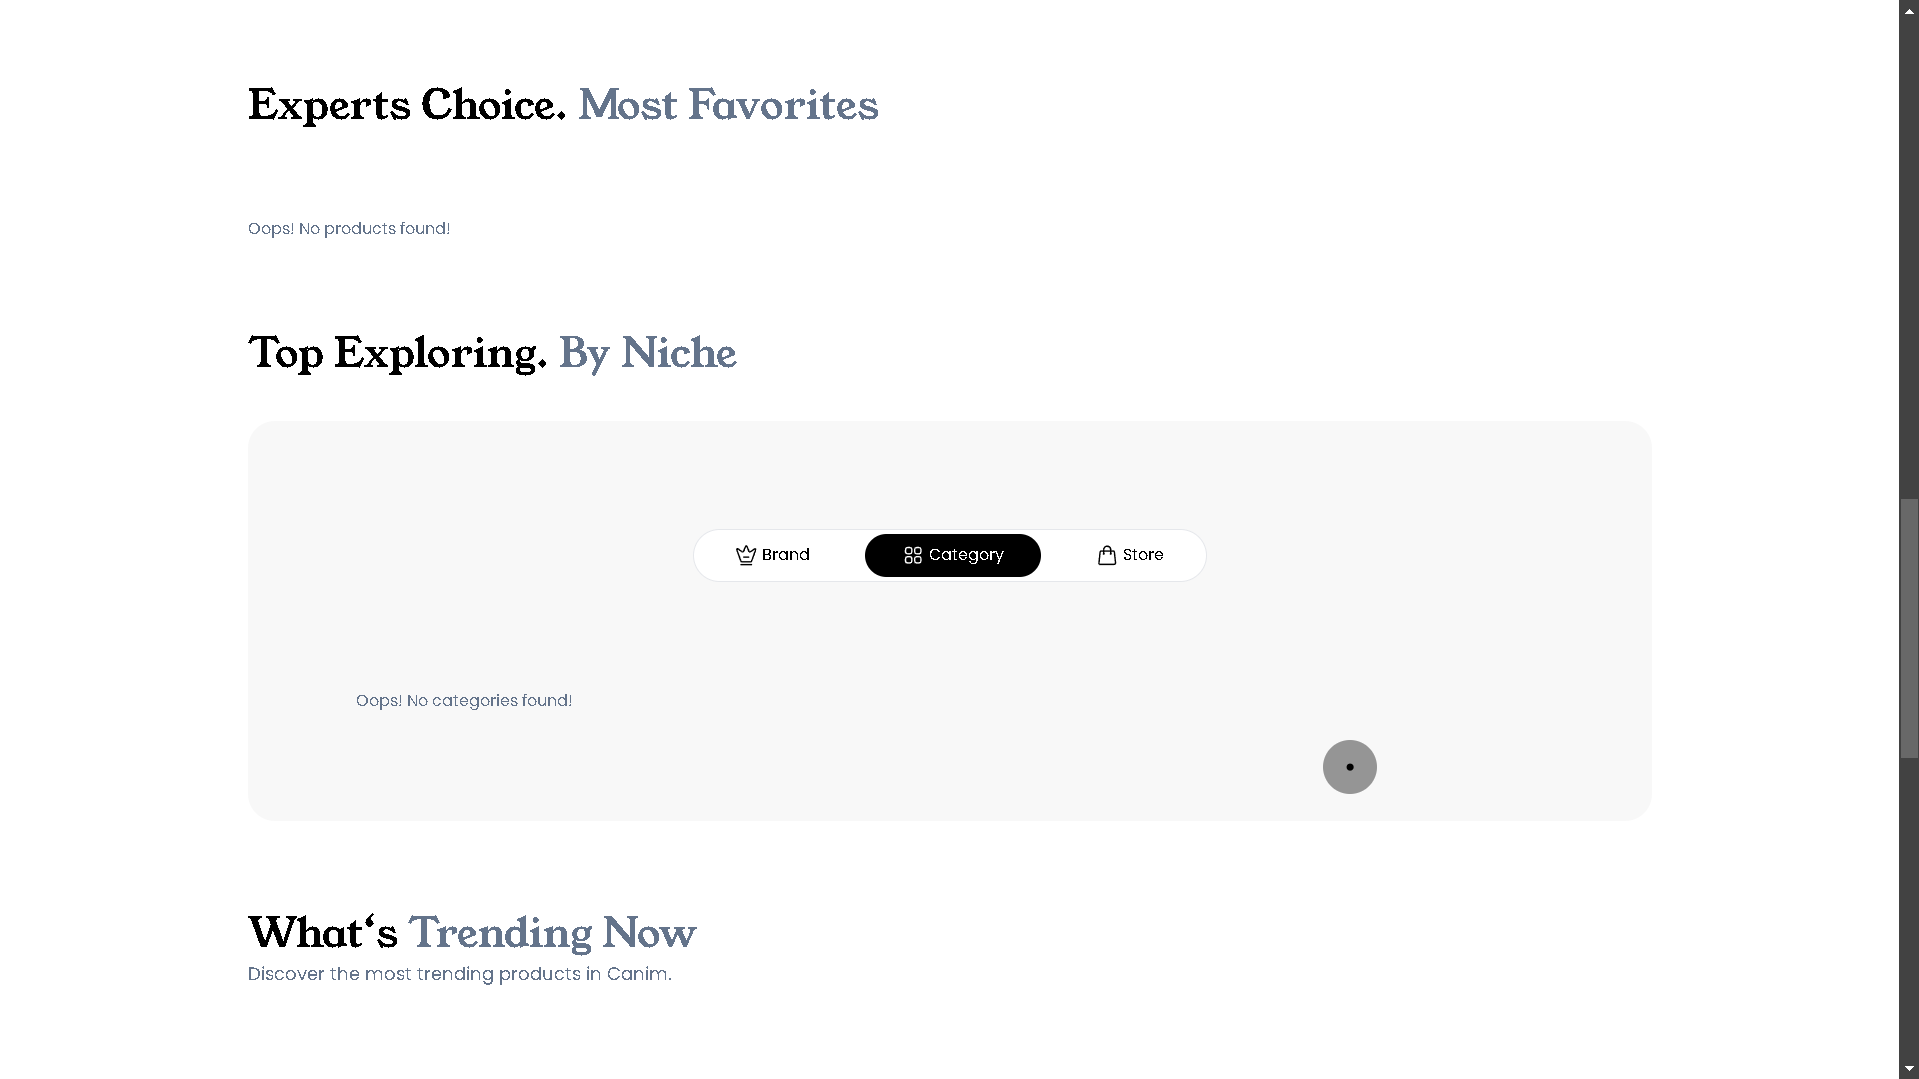 Experts Choice. Most Favorites
Oops! No products found!
Top Exploring. By Niche
Brand Category Store
Oops! No categories found!
What‘s Trending Now
Discover the most trending products in Canim.